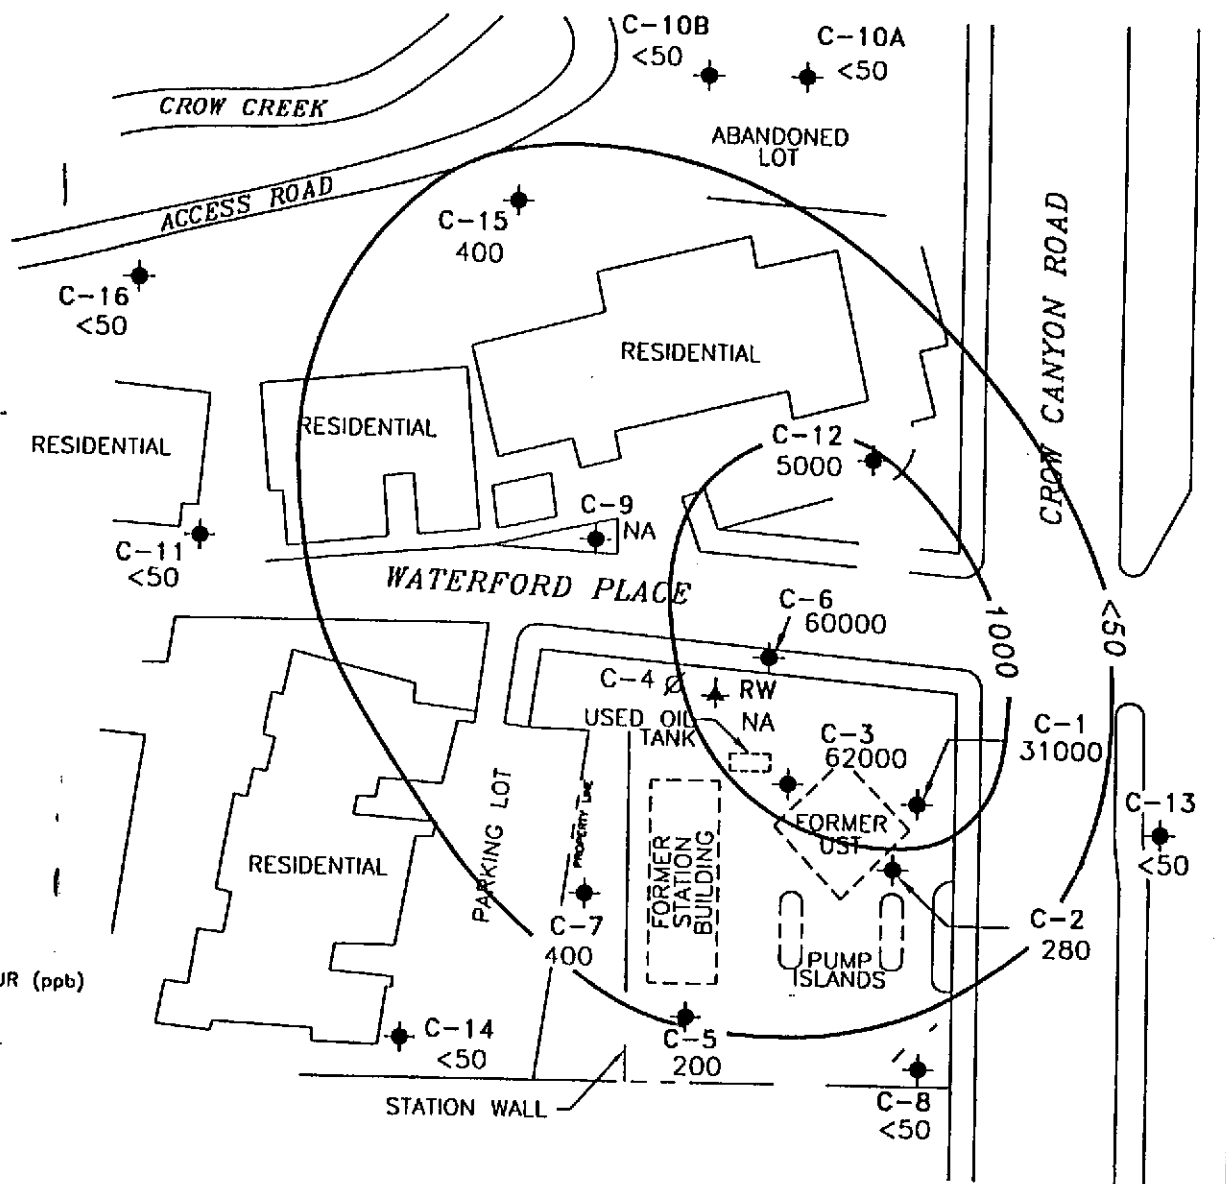 C-10B
<50
C-10A
<50
CROW CREEK
ABANDONED
LOT
ACCESS ROAD
C-15
400
C-16
<50
CROW CANYON ROAD
RESIDENTIAL
RESIDENTIAL
RESIDENTIAL
C-12
5000
C-9
NA
C-11
<50
WATERFORD PLACE
C-6
60000
1000
<50
C-4
RW
NA
USED OIL
TANK
C-3
62000
C-1
31000
C-13
<50
FORMER
UST
PROPERTY LINE
PARKING LOT
FORMER
STATION
BUILDING
RESIDENTIAL
C-7
400
C-2
280
PUMP
ISLANDS
UR (ppb)
C-14
<50
C-5
200
STATION WALL
C-8
<50